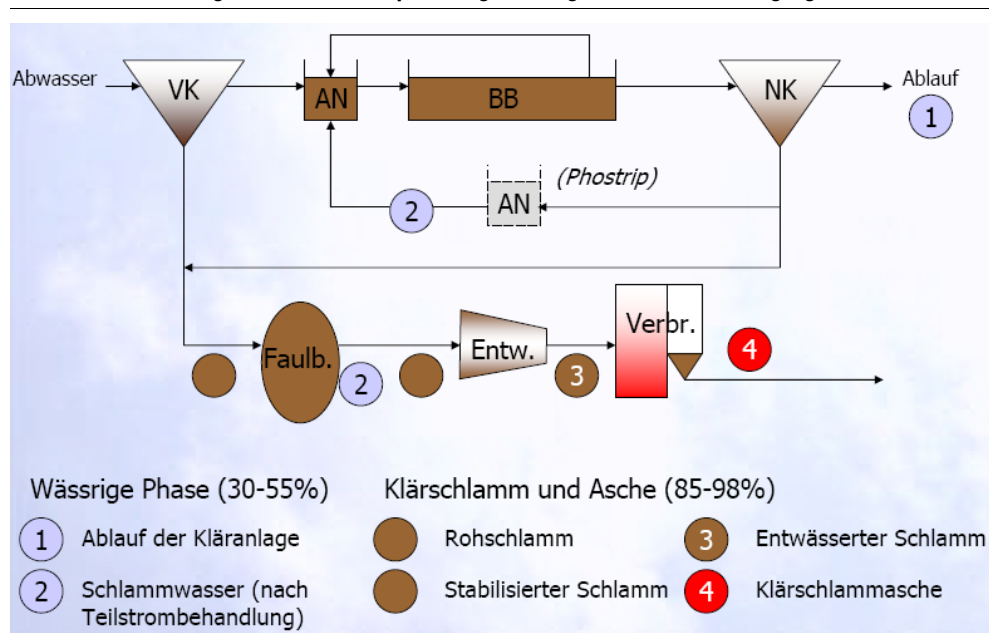 Abwasser
VK
AN
BB
NK
Ablauf
1
(Phostrip)
AN
2
Faulb.
2
Entw.
3
Verbr.
4
Wässrige Phase (30-55%)
Klärschlamm und Asche (85-98%)
1 Ablauf der Kläranlage
Rohschlamm
3 Entwässerter Schlamm
2 Schlammwasser (nach
Teilstrombehandlung)
Stabilisierter Schlamm
4 Klärschlammasche